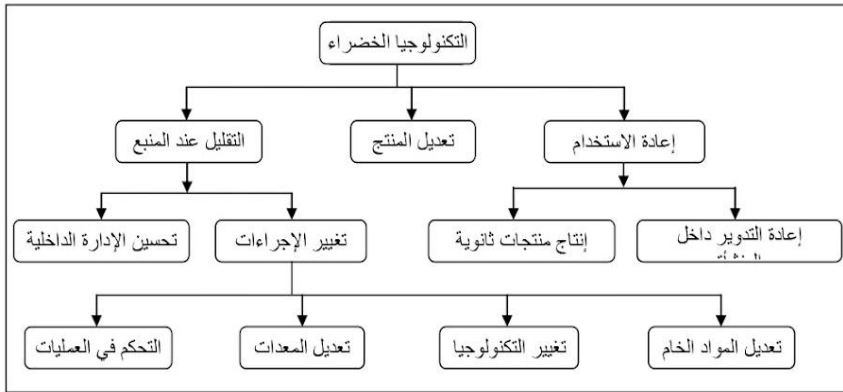 التكنولوجيا الخضراء
إعادة الاستخدام
تعديل المنتج
التقليل عند المنبع
إعادة التدوير داخل
إنتاج منتجات ثانوية
تغيير الإجراءات
تحسين الإدارة الداخلية
تعديل المواد الخام
تغيير التكنولوجيا
تعديل المعدات
التحكم في العمليات